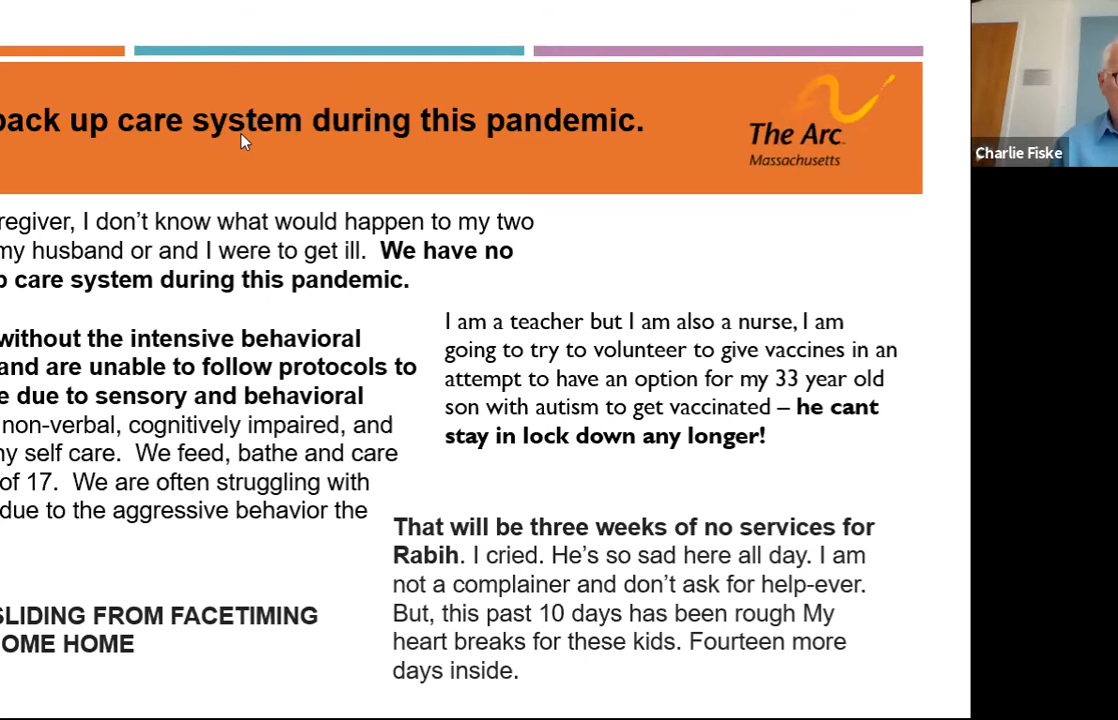 back up care system during this pandemic.
The Arc
Massachusetts
Charlie Fiske
regiver, I don’t know what would happen to my two
my husband or and I were to get ill.  We have no
p care system during this pandemic.
without the intensive behavioral
and are unable to follow protocols to
e due to sensory and behavioral
non-verbal, cognitively impaired, and
ny self care.  We feed, bathe and care
of 17.  We are often struggling with
due to the aggressive behavior the
SLIDING FROM FACETIMING
OME HOME
I am a teacher but I am also a nurse, I am
going to try to volunteer to give vaccines in an
attempt to have an option for my 33 year old
son with autism to get vaccinated – he cant
stay in lock down any longer!
That will be three weeks of no services for
Rabih. I cried. He’s so sad here all day. I am
not a complainer and don’t ask for help-ever.
But, this past 10 days has been rough My
heart breaks for these kids. Fourteen more
days inside.